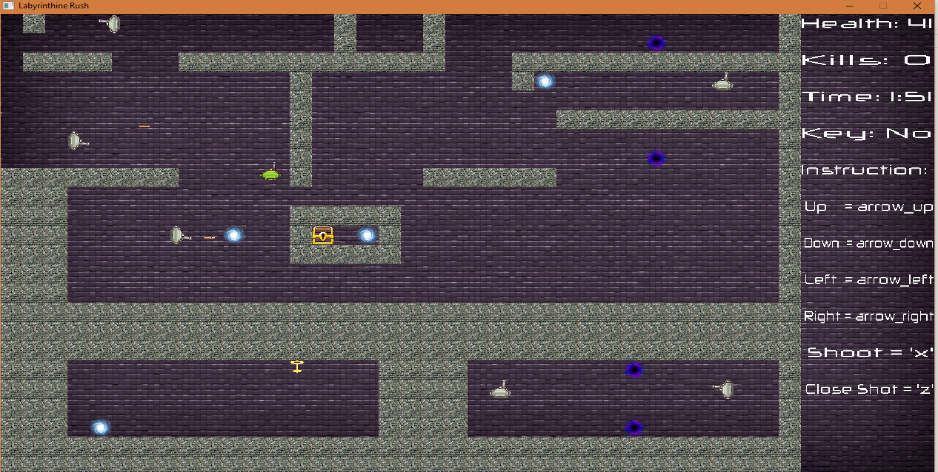 Labyrinthine Rush
Health: 41
Kills: 0
Time: 1:51
Key: No
Instruction:
Up = arrow_up
Down = arrow_down
Left = arrow_left
Right = arrow_right
Shoot = 'x'
Close Shot = 'z'